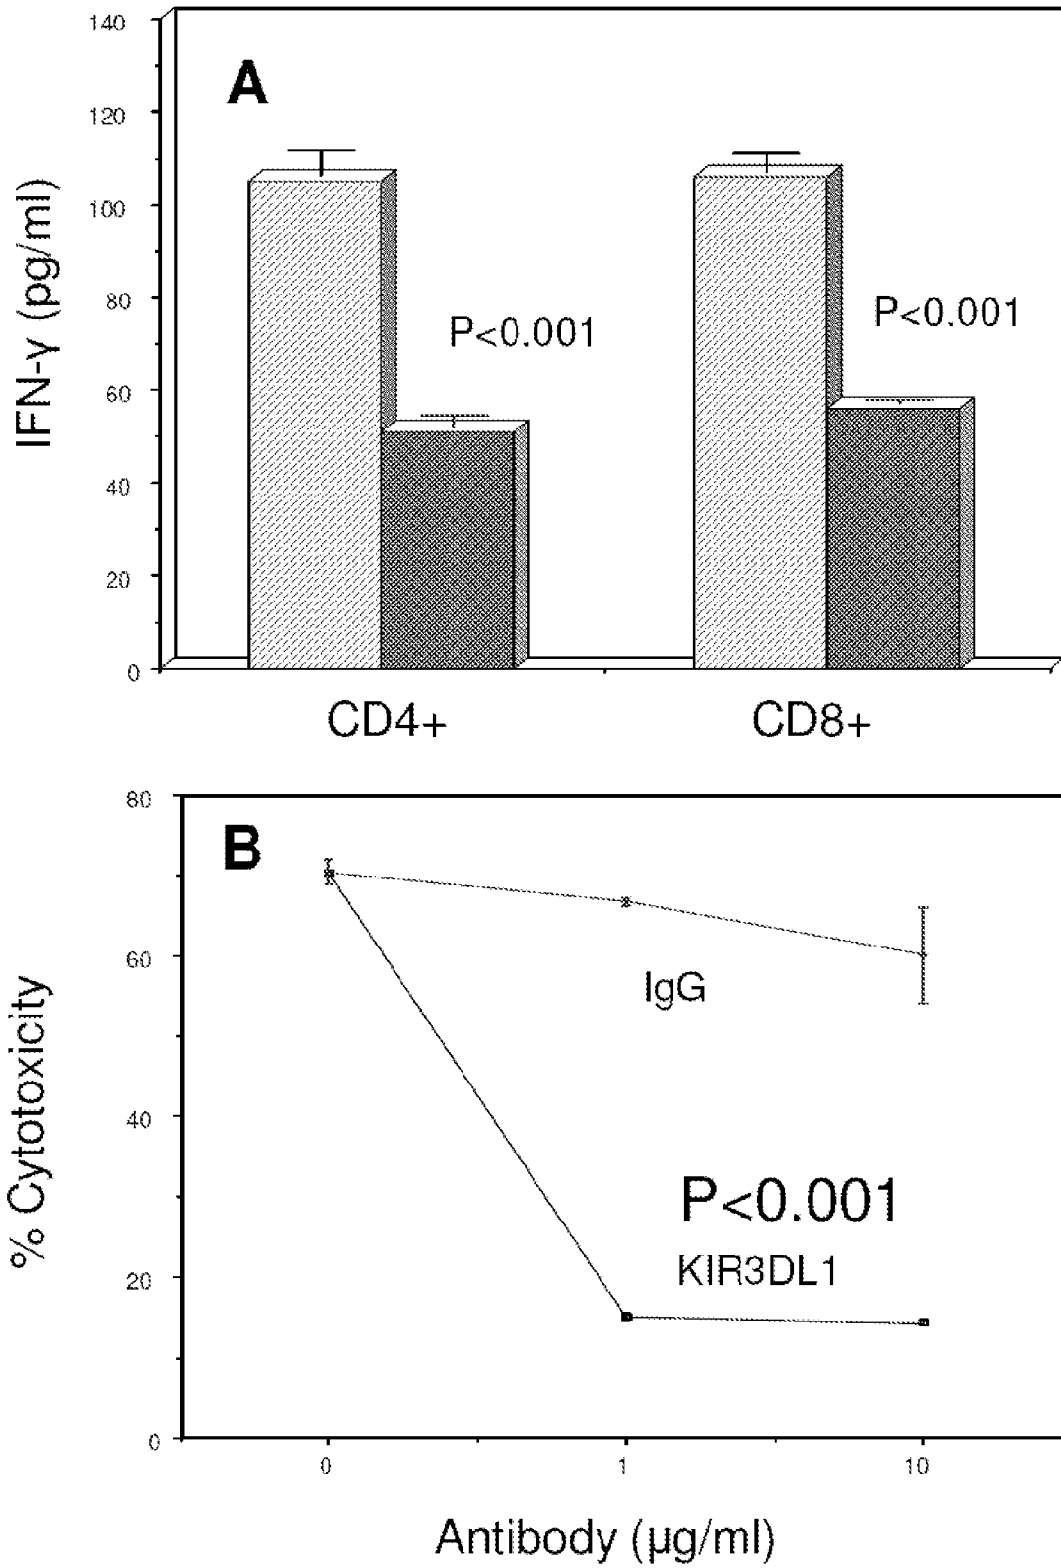 140
A
120
100
80
60
40
20
0
IFN-γ (pg/ml)
P<0.001
P<0.001
CD4+
CD8+
80
B
60
40
20
0
% Cytotoxicity
IgG
P<0.001
KIR3DL1
0 1 10
Antibody (µg/ml)